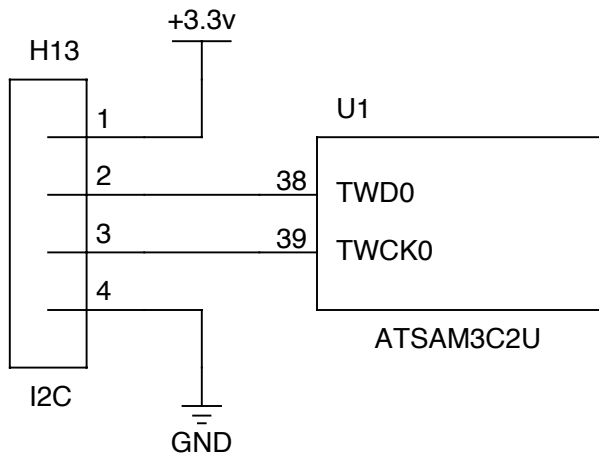 +3.3v
H13
1
U1
2
38
TWD0
3
39
TWCK0
4
ATSAM3C2U
I2C
GND